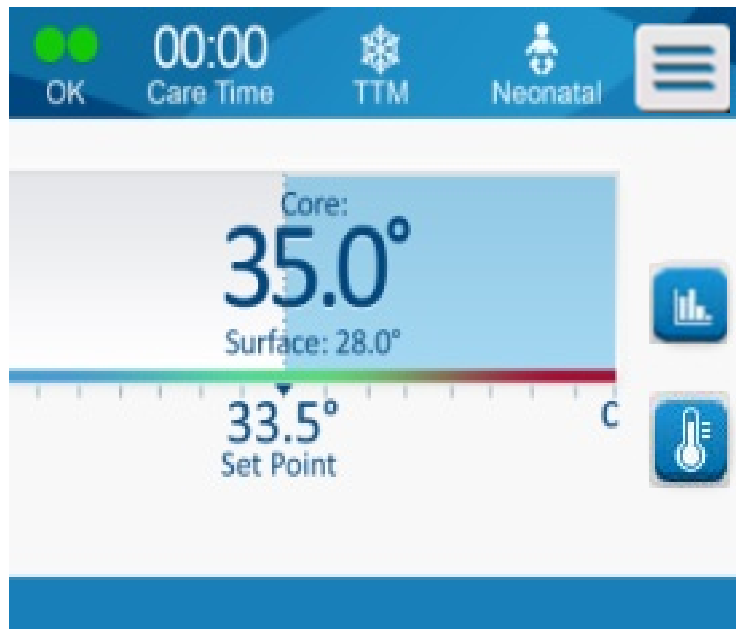 OK
00:00
Care Time
TTM
Neonatal
Core:
35.0°
Surface: 28.0°
33.5°
C
Set Point